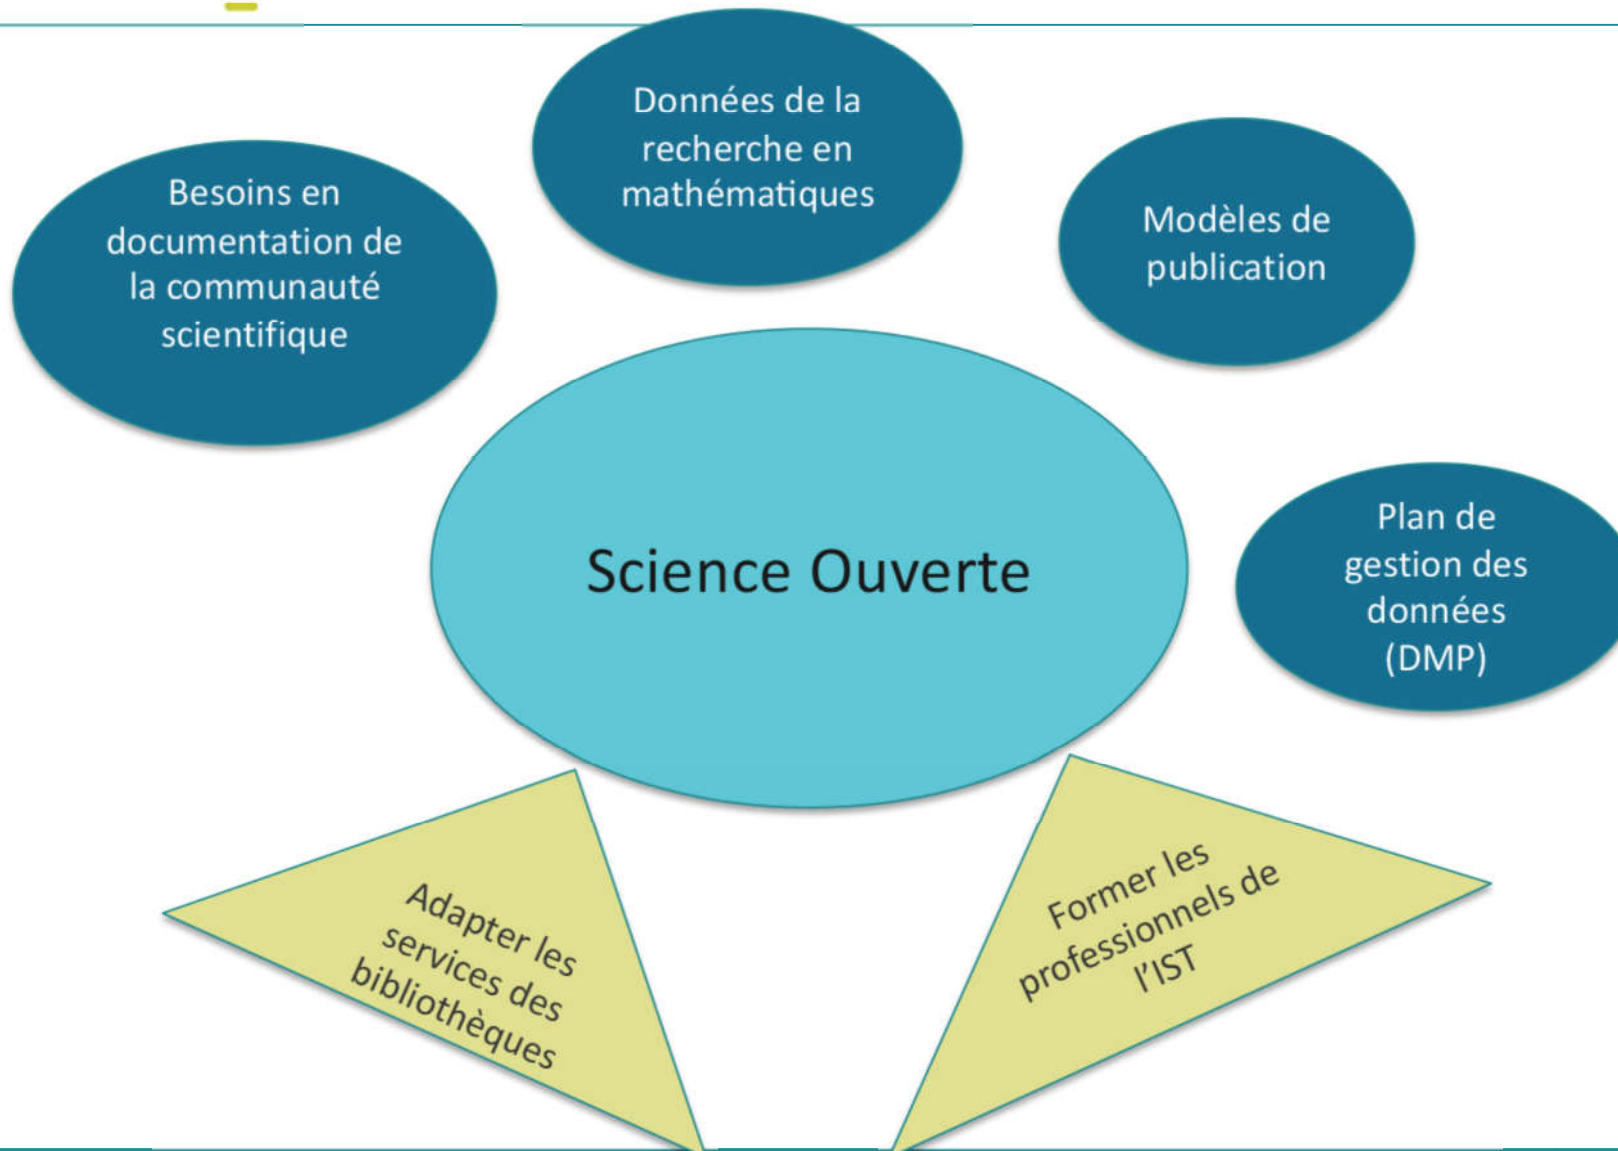 Données de la
recherche en
mathématiques
Besoins en
documentation de
la communauté
scientifique
Modèles de
publication
Plan de
gestion des
données
(DMP)
Science Ouverte
Adapter les
services des
bibliothèques
Former les
professionnels de
l'IST